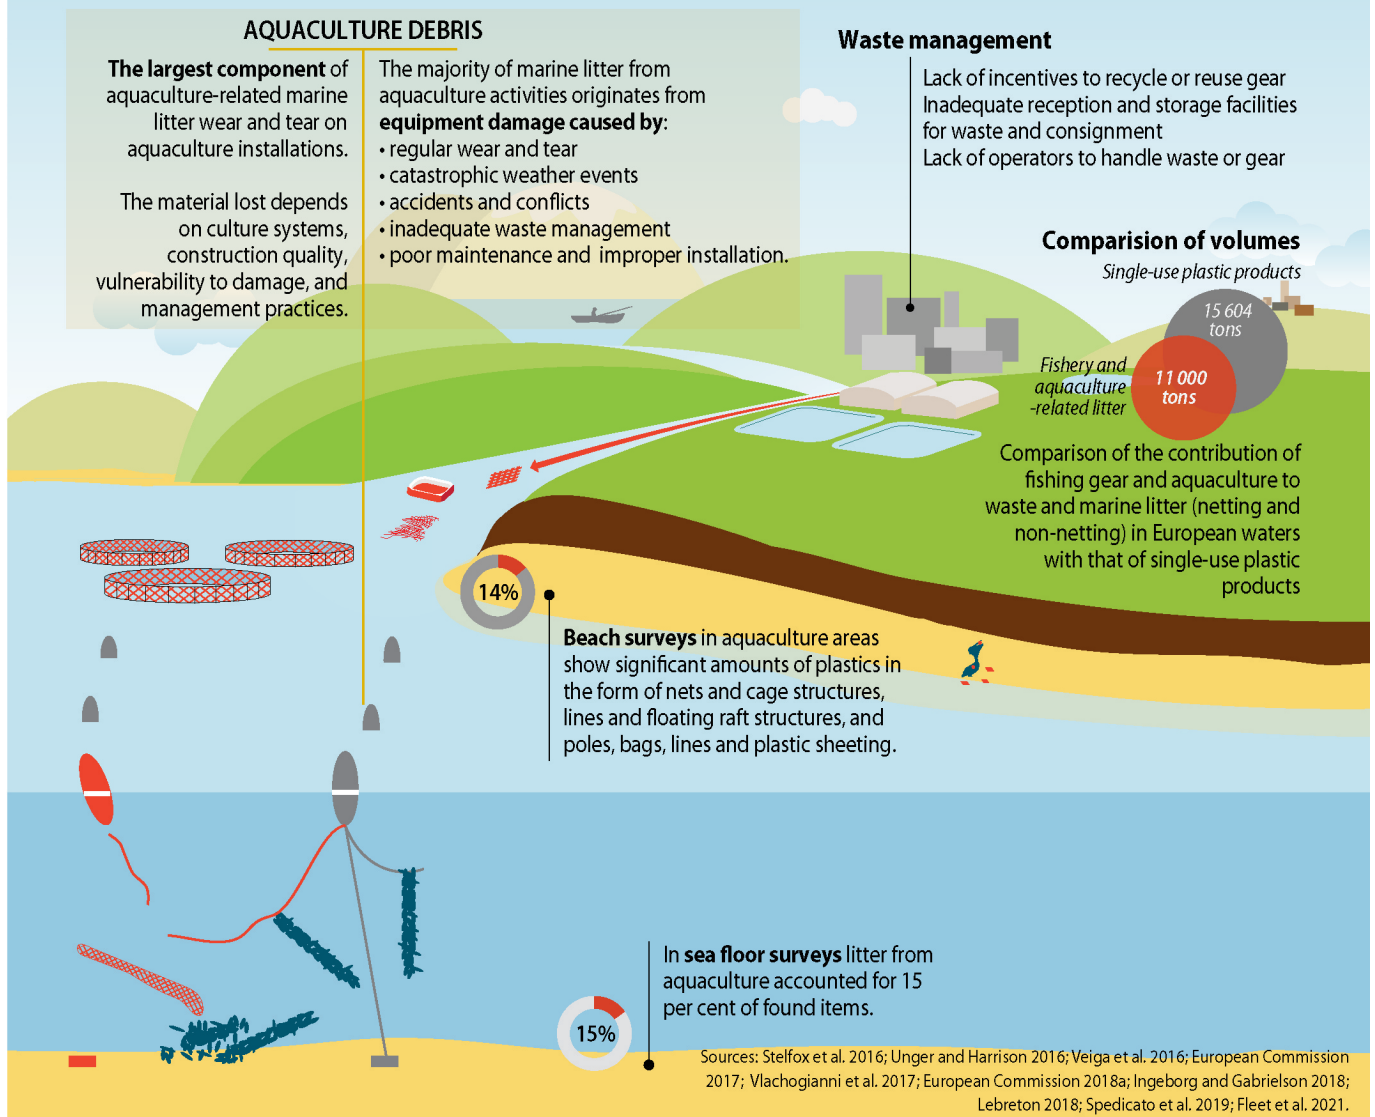 AQUACULTURE DEBRIS
The largest component of
aquaculture-related marine
litter wear and tear on
aquaculture installations.
The material lost depends
on culture systems,
construction quality,
vulnerability to damage, and
management practices.
The majority of marine litter from
aquaculture activities originates from
equipment damage caused by:
• regular wear and tear
• catastrophic weather events
• accidents and conflicts
• inadequate waste management
• poor maintenance and improper installation.
Waste management
Lack of incentives to recycle or reuse gear
Inadequate reception and storage facilities
for waste and consignment
Lack of operators to handle waste or gear
Comparision of volumes
Single-use plastic products
15 604
tons
Fishery and
aquaculture
-related litter
11 000
tons
Comparison of the contribution of
fishing gear and aquaculture to
waste and marine litter (netting and
non-netting) in European waters
with that of single-use plastic
products
14%
Beach surveys in aquaculture areas
show significant amounts of plastics in
the form of nets and cage structures,
lines and floating raft structures, and
poles, bags, lines and plastic sheeting.
In sea floor surveys litter from
aquaculture accounted for 15
per cent of found items.
15%
Sources: Stelfox et al. 2016; Unger and Harrison 2016; Veiga et al. 2016; European Commission
2017; Vlachogianni et al. 2017; European Commission 2018a; Ingeborg and Gabrielson 2018;
Lebreton 2018; Spedicato et al. 2019; Fleet et al. 2021.